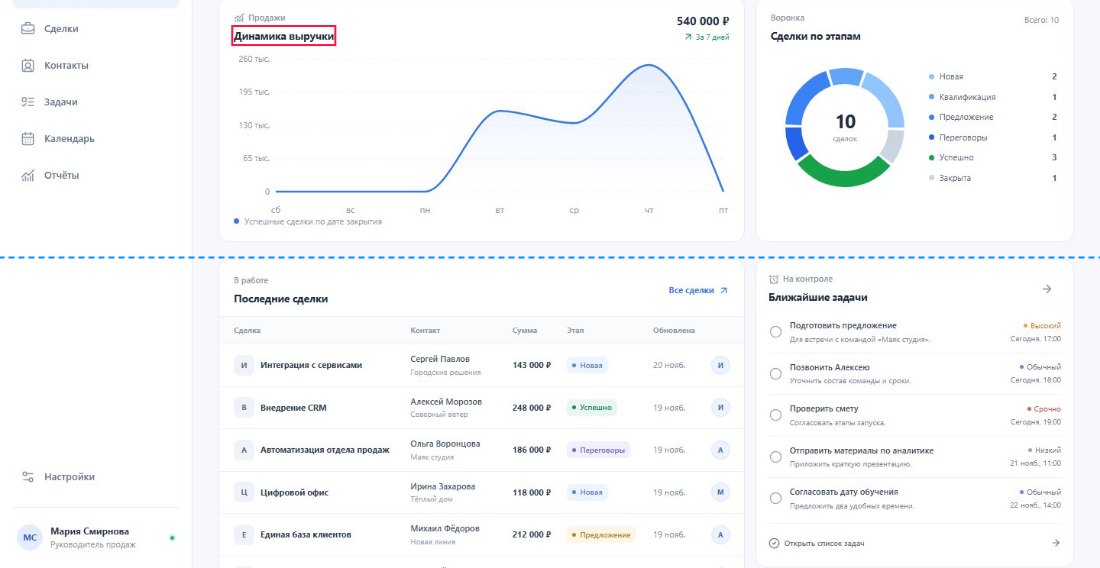 Сделки
Контакты
Задачи
Календарь
Отчёты
Продажи
Динамика выручки
540 000 ₽
За 7 дней
260 тыс.
195 тыс.
130 тыс.
65 тыс.
0
сб вс пн вт ср чт пт
Успешные сделки по дате закрытия
Воронка
Всего: 10
Сделки по этапам
10
сделок
Новая 2
Квалификация 1
Предложение 2
Переговоры 1
Успешно 3
Закрыта 1
В работе
Последние сделки
Все сделки
Сделка Контакт Сумма Этап Обновлена
И Интеграция с сервисами Сергей Павлов 143 000 ₽ Новая 20 нояб. И
Городские решения
В Внедрение CRM Алексей Морозов 248 000 ₽ Успешно 19 нояб. И
Северный ветер
А Автоматизация отдела продаж Ольга Воронцова 186 000 ₽ Переговоры 19 нояб. А
Маяк студия
Ц Цифровой офис Ирина Захарова 118 000 ₽ Новая 19 нояб. М
Тёплый дом
Е Единая база клиентов Михаил Фёдоров 212 000 ₽ Предложение 19 нояб. А
Новая линия
На контроле
Ближайшие задачи
Подготовить предложение Высокий
Для встречи с командой «Маяк студия». Сегодня, 17:00
Позвонить Алексею Обычный
Уточнить состав команды и сроки. Сегодня, 18:00
Проверить смету Срочно
Согласовать этапы запуска. Сегодня, 19:00
Отправить материалы по аналитике Низкий
Приложить краткую презентацию. 21 нояб., 11:00
Согласовать дату обучения Обычный
Предложить два удобных времени. 22 нояб., 14:00
Открыть список задач
Настройки
МС Мария Смирнова
Руководитель продаж